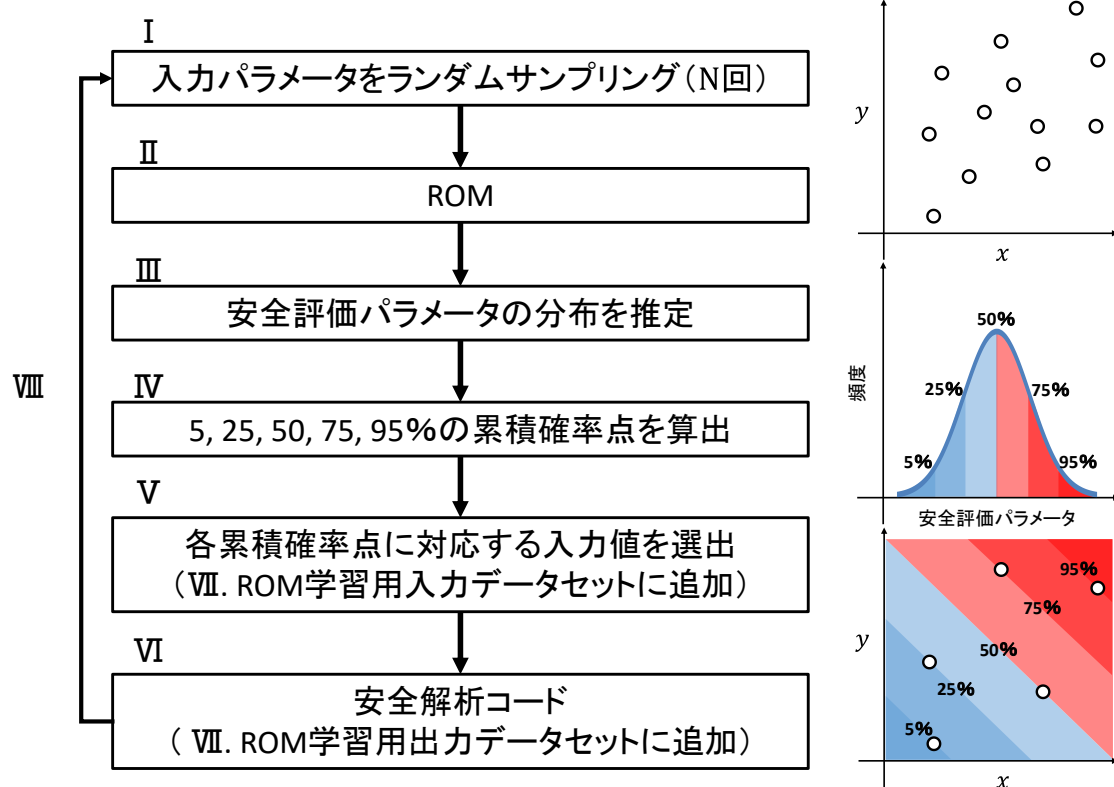 Ⅰ
入力パラメータをランダムサンプリング（N回）
Ⅱ
ROM
Ⅲ
安全評価パラメータの分布を推定
Ⅳ
5, 25, 50, 75, 95%の累積確率点を算出
Ⅴ
各累積確率点に対応する入力値を選出
（Ⅶ. ROM学習用入力データセットに追加）
Ⅵ
安全解析コード
（ Ⅶ. ROM学習用出力データセットに追加）
Ⅷ
y
x
頻度
50%
25%
75%
5%
95%
安全評価パラメータ
95%
75%
y
50%
25%
5%
x